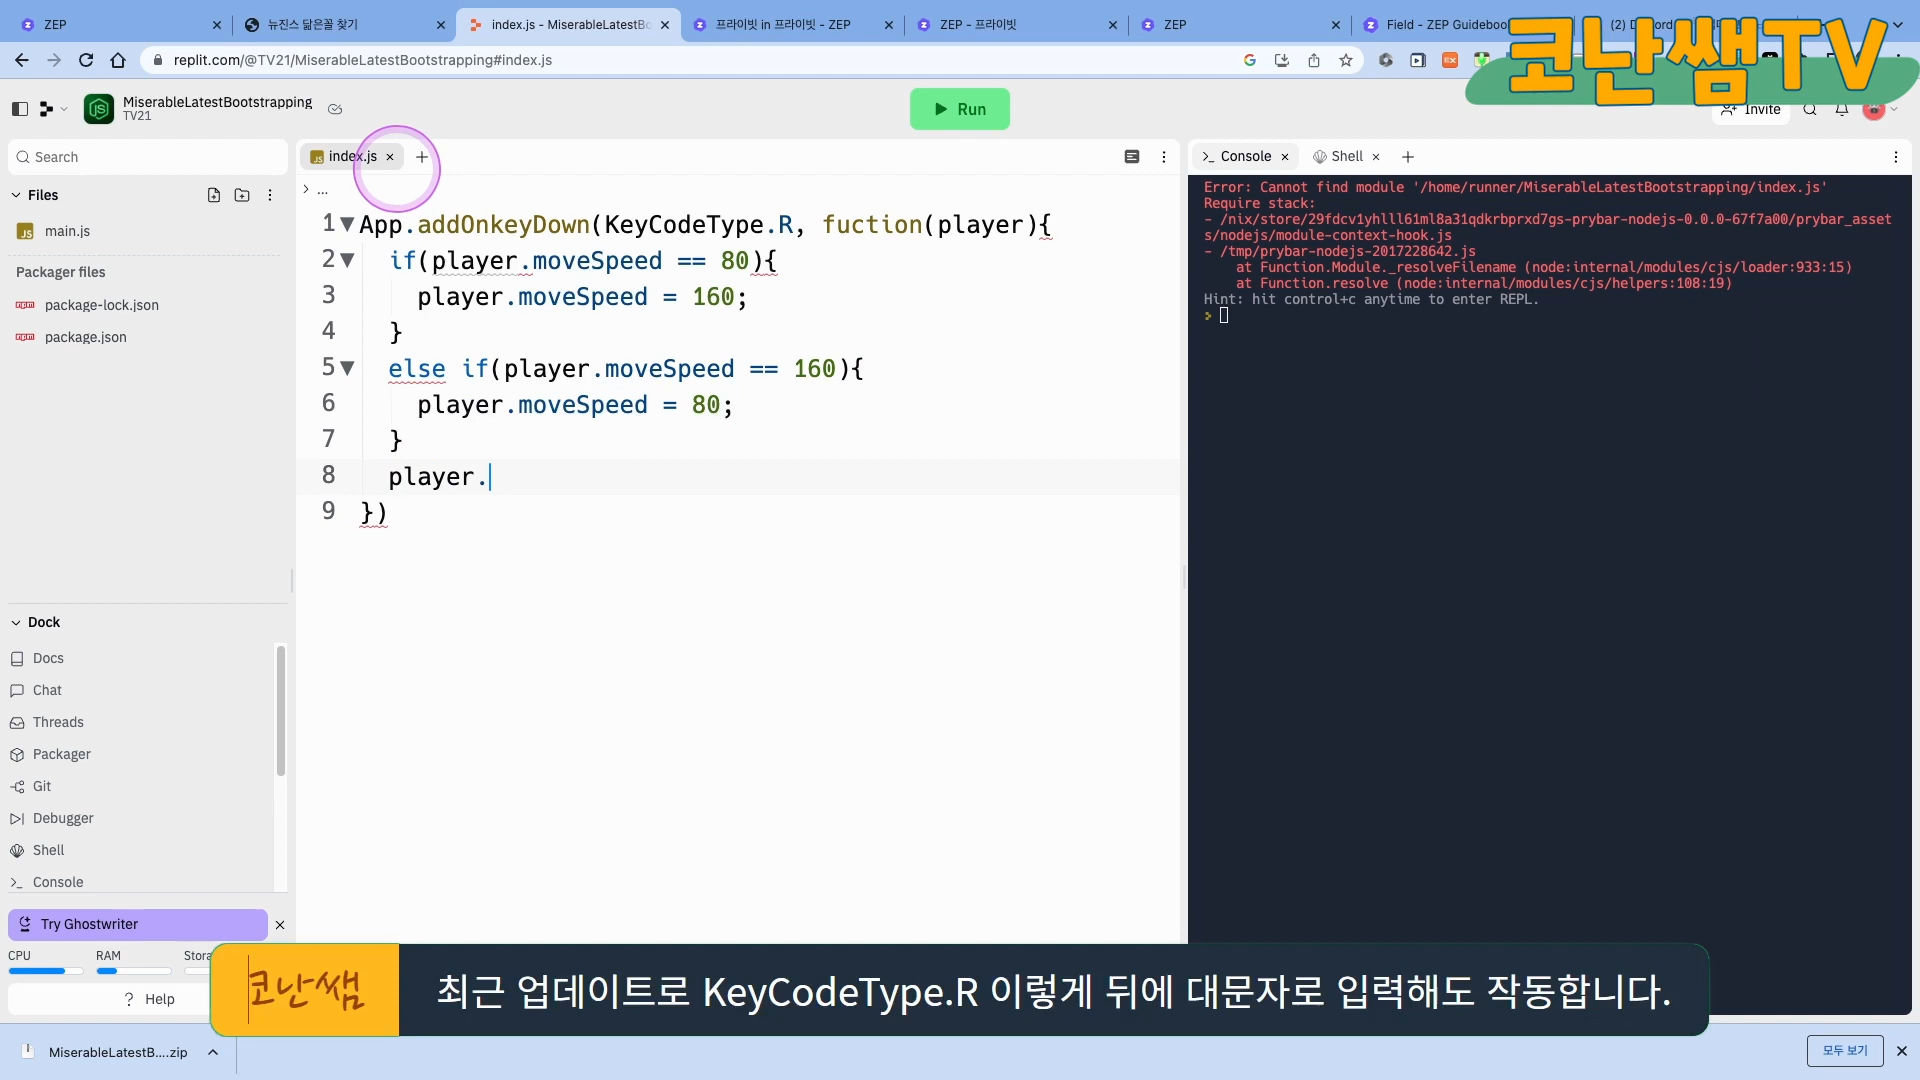 ZEP
뉴진스 닮은꼴 찾기
index.js - MiserableLatestBo
프라이빗 in 프라이빗 - ZEP
ZEP - 프라이빗
ZEP
Field - ZEP Guideboo
(2) D
코난쌤TV
replit.com/@TV21/MiserableLatestBootstrapping#index.js
MiserableLatestBootstrapping
TV21
Run
Invite
Search
index.js
Console
Shell
Files
main.js
Packager files
package-lock.json
package.json
...
1 App.addOnkeyDown(KeyCodeType.R, fuction(player){
2 if(player.moveSpeed == 80){
3 player.moveSpeed = 160;
4 }
5 else if(player.moveSpeed == 160){
6 player.moveSpeed = 80;
7 }
8 player.
9 })
Error: Cannot find module '/home/runner/MiserableLatestBootstrapping/index.js'
Require stack:
- /nix/store/29fdcv1yhlll61ml8a31qdkrbprxd7gs-prybar-nodejs-0.0.0-67f7a00/prybar_asset
s/nodejs/module-context-hook.js
- /tmp/prybar-nodejs-2017228642.js
at Function.Module._resolveFilename (node:internal/modules/cjs/loader:933:15)
at Function.resolve (node:internal/modules/cjs/helpers:108:19)
Hint: hit control+c anytime to enter REPL.
Dock
Docs
Chat
Threads
Packager
Git
Debugger
Shell
Console
Try Ghostwriter
CPU RAM Stora
? Help
코난쌤
최근 업데이트로 KeyCodeType.R 이렇게 뒤에 대문자로 입력해도 작동합니다.
MiserableLatestB....zip
모두 보기